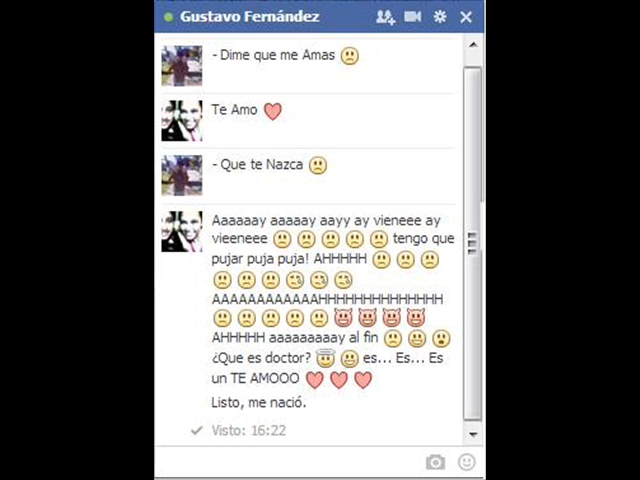 Gustavo Fernández
- Dime que me Amas
Te Amo
- Que te Nazca
Aaaaaay aaaaay aayy ay vieneee ay
vieeneee tengo que
pujar puja puja! AHHHHH
AAAAAAAAAAAAHHHHHHHHHHHHHH
AHHHHH aaaaaaaaay al fin
¿Que es doctor? es... Es... Es
un TE AMOOO
Listo, me nació.
Visto: 16:22